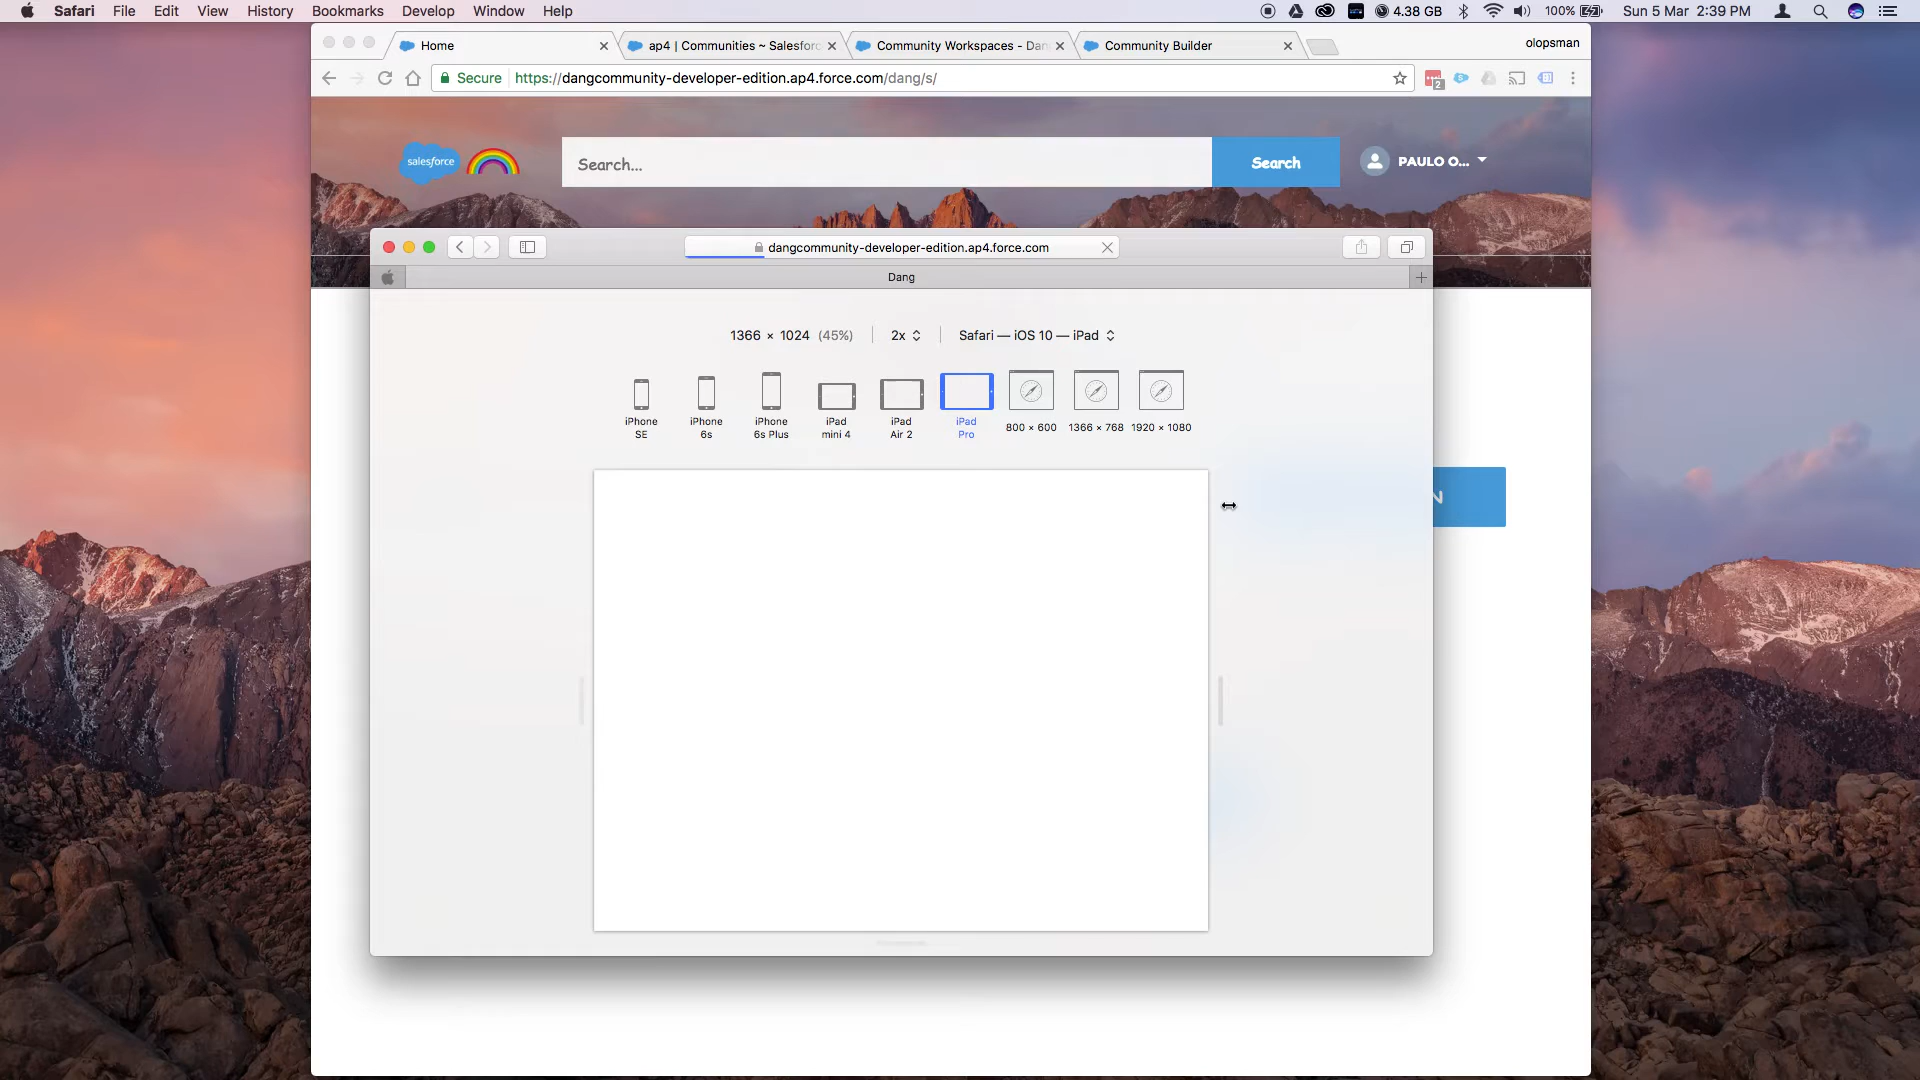 Safari File Edit View History Bookmarks Develop Window Help 4.38 GB 100% Sun 5 Mar 2:39 PM
Home ap4 | Communities ~ Salesforc Community Workspaces - Dan Community Builder olopsman
Secure https://dangcommunity-developer-edition.ap4.force.com/dang/s/ 2
salesforce Search... Search PAULO O...
dangcommunity-developer-edition.ap4.force.com
Dang
1366 × 1024 (45%) 2x Safari — iOS 10 — iPad
iPhone SE
iPhone 6s
iPhone 6s Plus
iPad mini 4
iPad Air 2
iPad Pro
800 × 600
1366 × 768
1920 × 1080
N